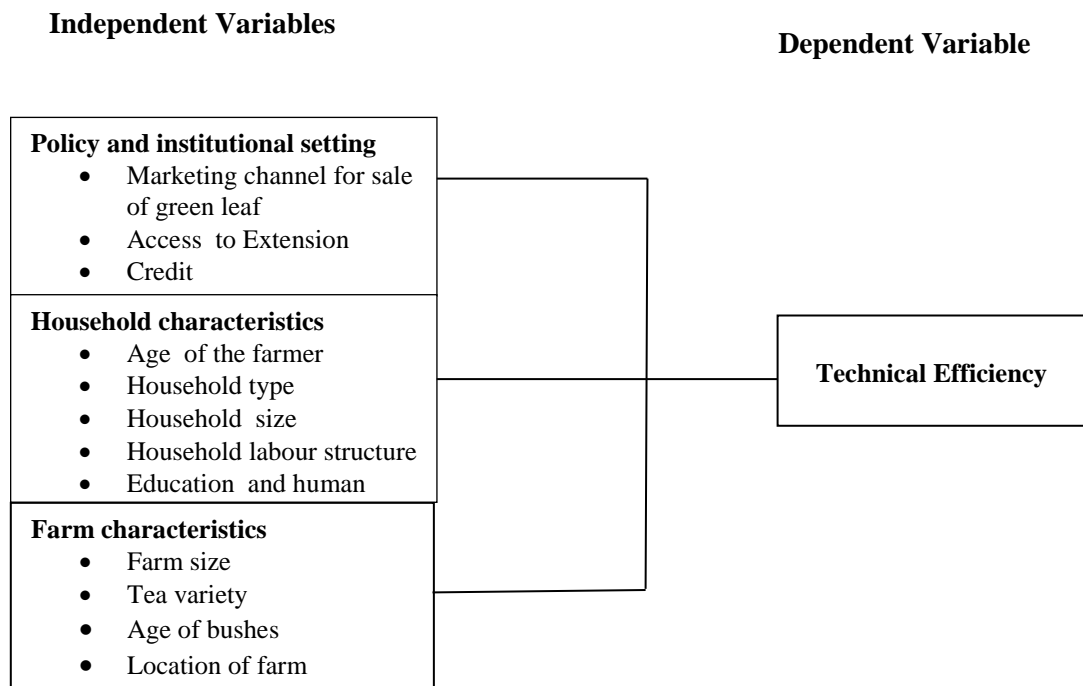 Independent Variables
Dependent Variable
Policy and institutional setting
• Marketing channel for sale
of green leaf
• Access to Extension
• Credit
Household characteristics
• Age of the farmer
• Household type
• Household size
• Household labour structure
• Education and human
Farm characteristics
• Farm size
• Tea variety
• Age of bushes
• Location of farm
Technical Efficiency